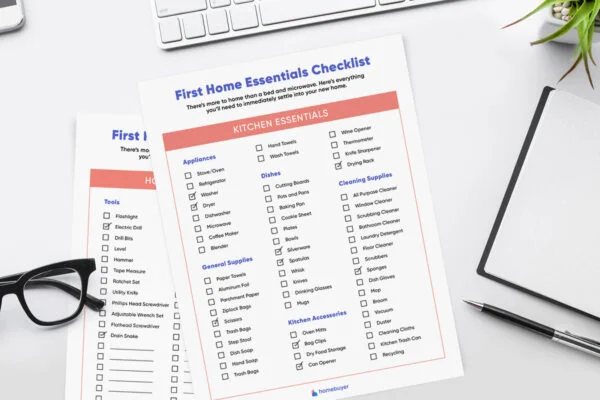 First Home Essentials Checklist
There's more to home than a bed and microwave. Here's everything
you'll need to immediately settle into your new home.
KITCHEN ESSENTIALS
Appliances
Stove/Oven
Refrigerator
Washer
Dryer
Dishwasher
Microwave
Coffee Maker
Blender
General Supplies
Paper Towels
Aluminum Foil
Parchment Paper
Ziplock Bags
Scissors
Trash Bags
Step Stool
Dish Soap
Hand Soap
Trash Bags
Hand Towels
Wash Towels
Dishes
Cutting Boards
Pots and Pans
Baking Pan
Cookie Sheet
Plates
Bowls
Silverware
Spatulas
Whisk
Knives
Drinking Glasses
Mugs
Kitchen Accessories
Oven Mitts
Bag Clips
Dry Food Storage
Can Opener
Wine Opener
Thermometer
Knife Sharpener
Drying Rack
Cleaning Supplies
All Purpose Cleaner
Window Cleaner
Scrubbing Cleaner
Bathroom Cleaner
Laundry Detergent
Floor Cleaner
Scrubbers
Sponges
Dish Gloves
Mop
Broom
Vacuum
Duster
Cleaning Cloths
Kitchen Trash Can
Recycling
homebuyer
First
There's mo
you'
HO
Tools
Flashlight
Electric Drill
Drill Bits
Level
Hammer
Tape Measure
Ratchet Set
Utility Knife
Philips Head Screwdriver
Adjustable Wrench Set
Flathead Screwdriver
Drain Snake